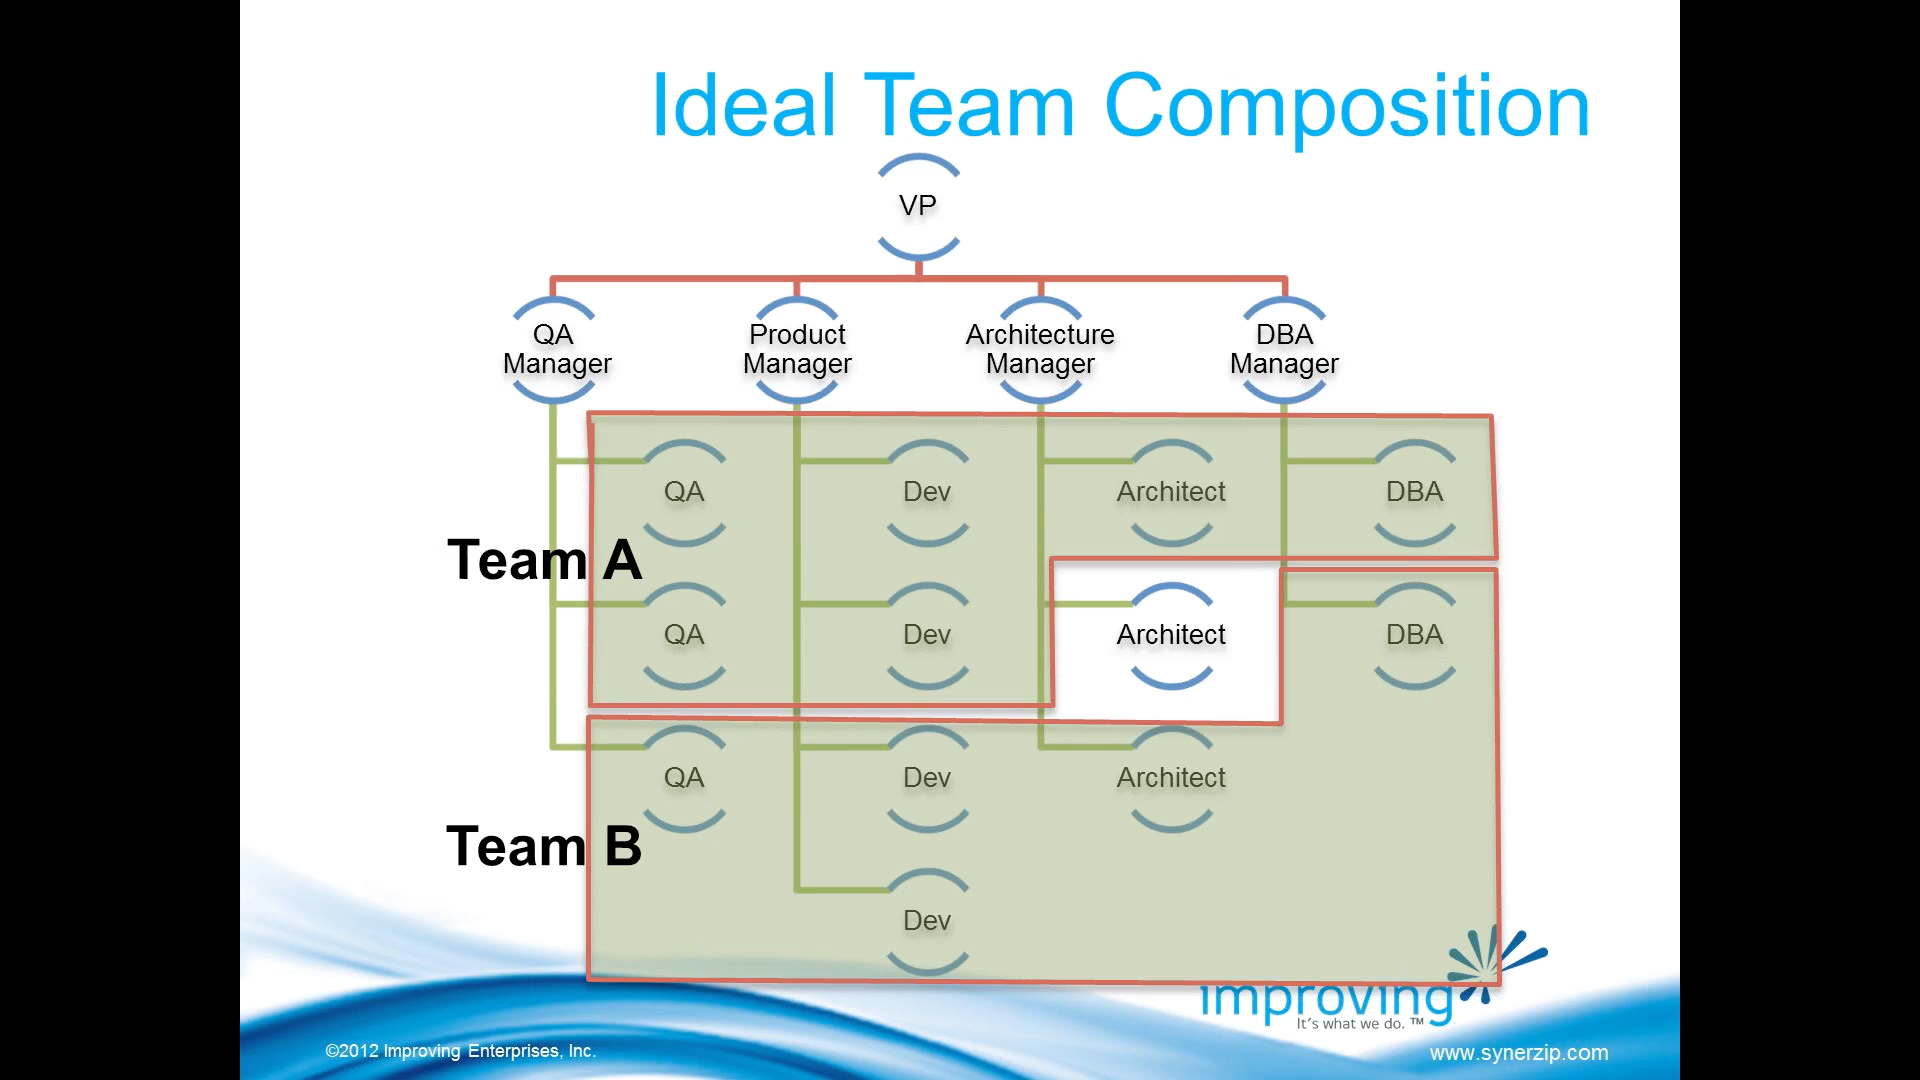 Ideal Team Composition
VP
QA
Manager
Product
Manager
Architecture
Manager
DBA
Manager
QA
Dev
Architect
DBA
Team A
QA
Dev
Architect
DBA
QA
Dev
Architect
Team B
Dev
improving
It's what we do. ™
©2012 Improving Enterprises, Inc.
www.synerzip.com